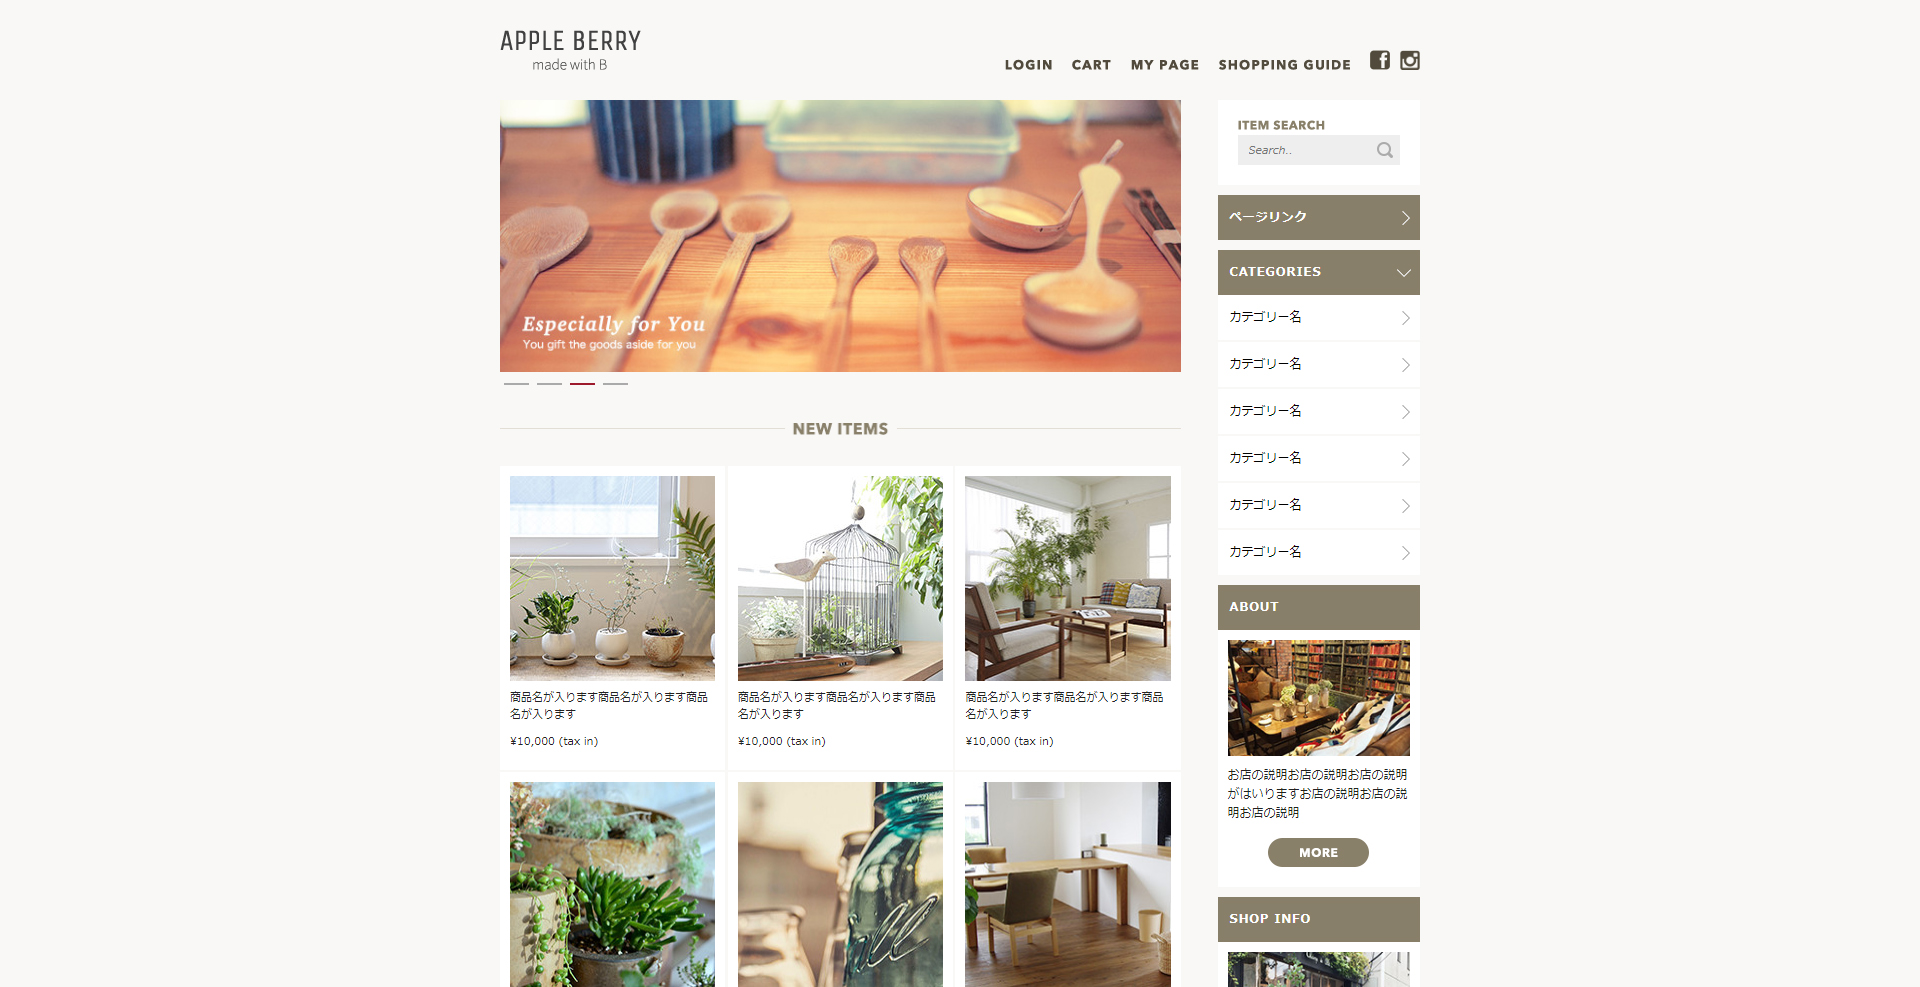 APPLE BERRY
made with B
LOGIN CART MY PAGE SHOPPING GUIDE
Especially for You
You gift the goods aside for you
NEW ITEMS
商品名が入ります商品名が入ります商品
名が入ります
¥10,000 (tax in)
商品名が入ります商品名が入ります商品
名が入ります
¥10,000 (tax in)
商品名が入ります商品名が入ります商品
名が入ります
¥10,000 (tax in)
ITEM SEARCH
Search..
ページリンク
CATEGORIES
カテゴリー名
カテゴリー名
カテゴリー名
カテゴリー名
カテゴリー名
カテゴリー名
ABOUT
お店の説明お店の説明お店の説明
がはいりますお店の説明お店の説
明お店の説明
MORE
SHOP INFO